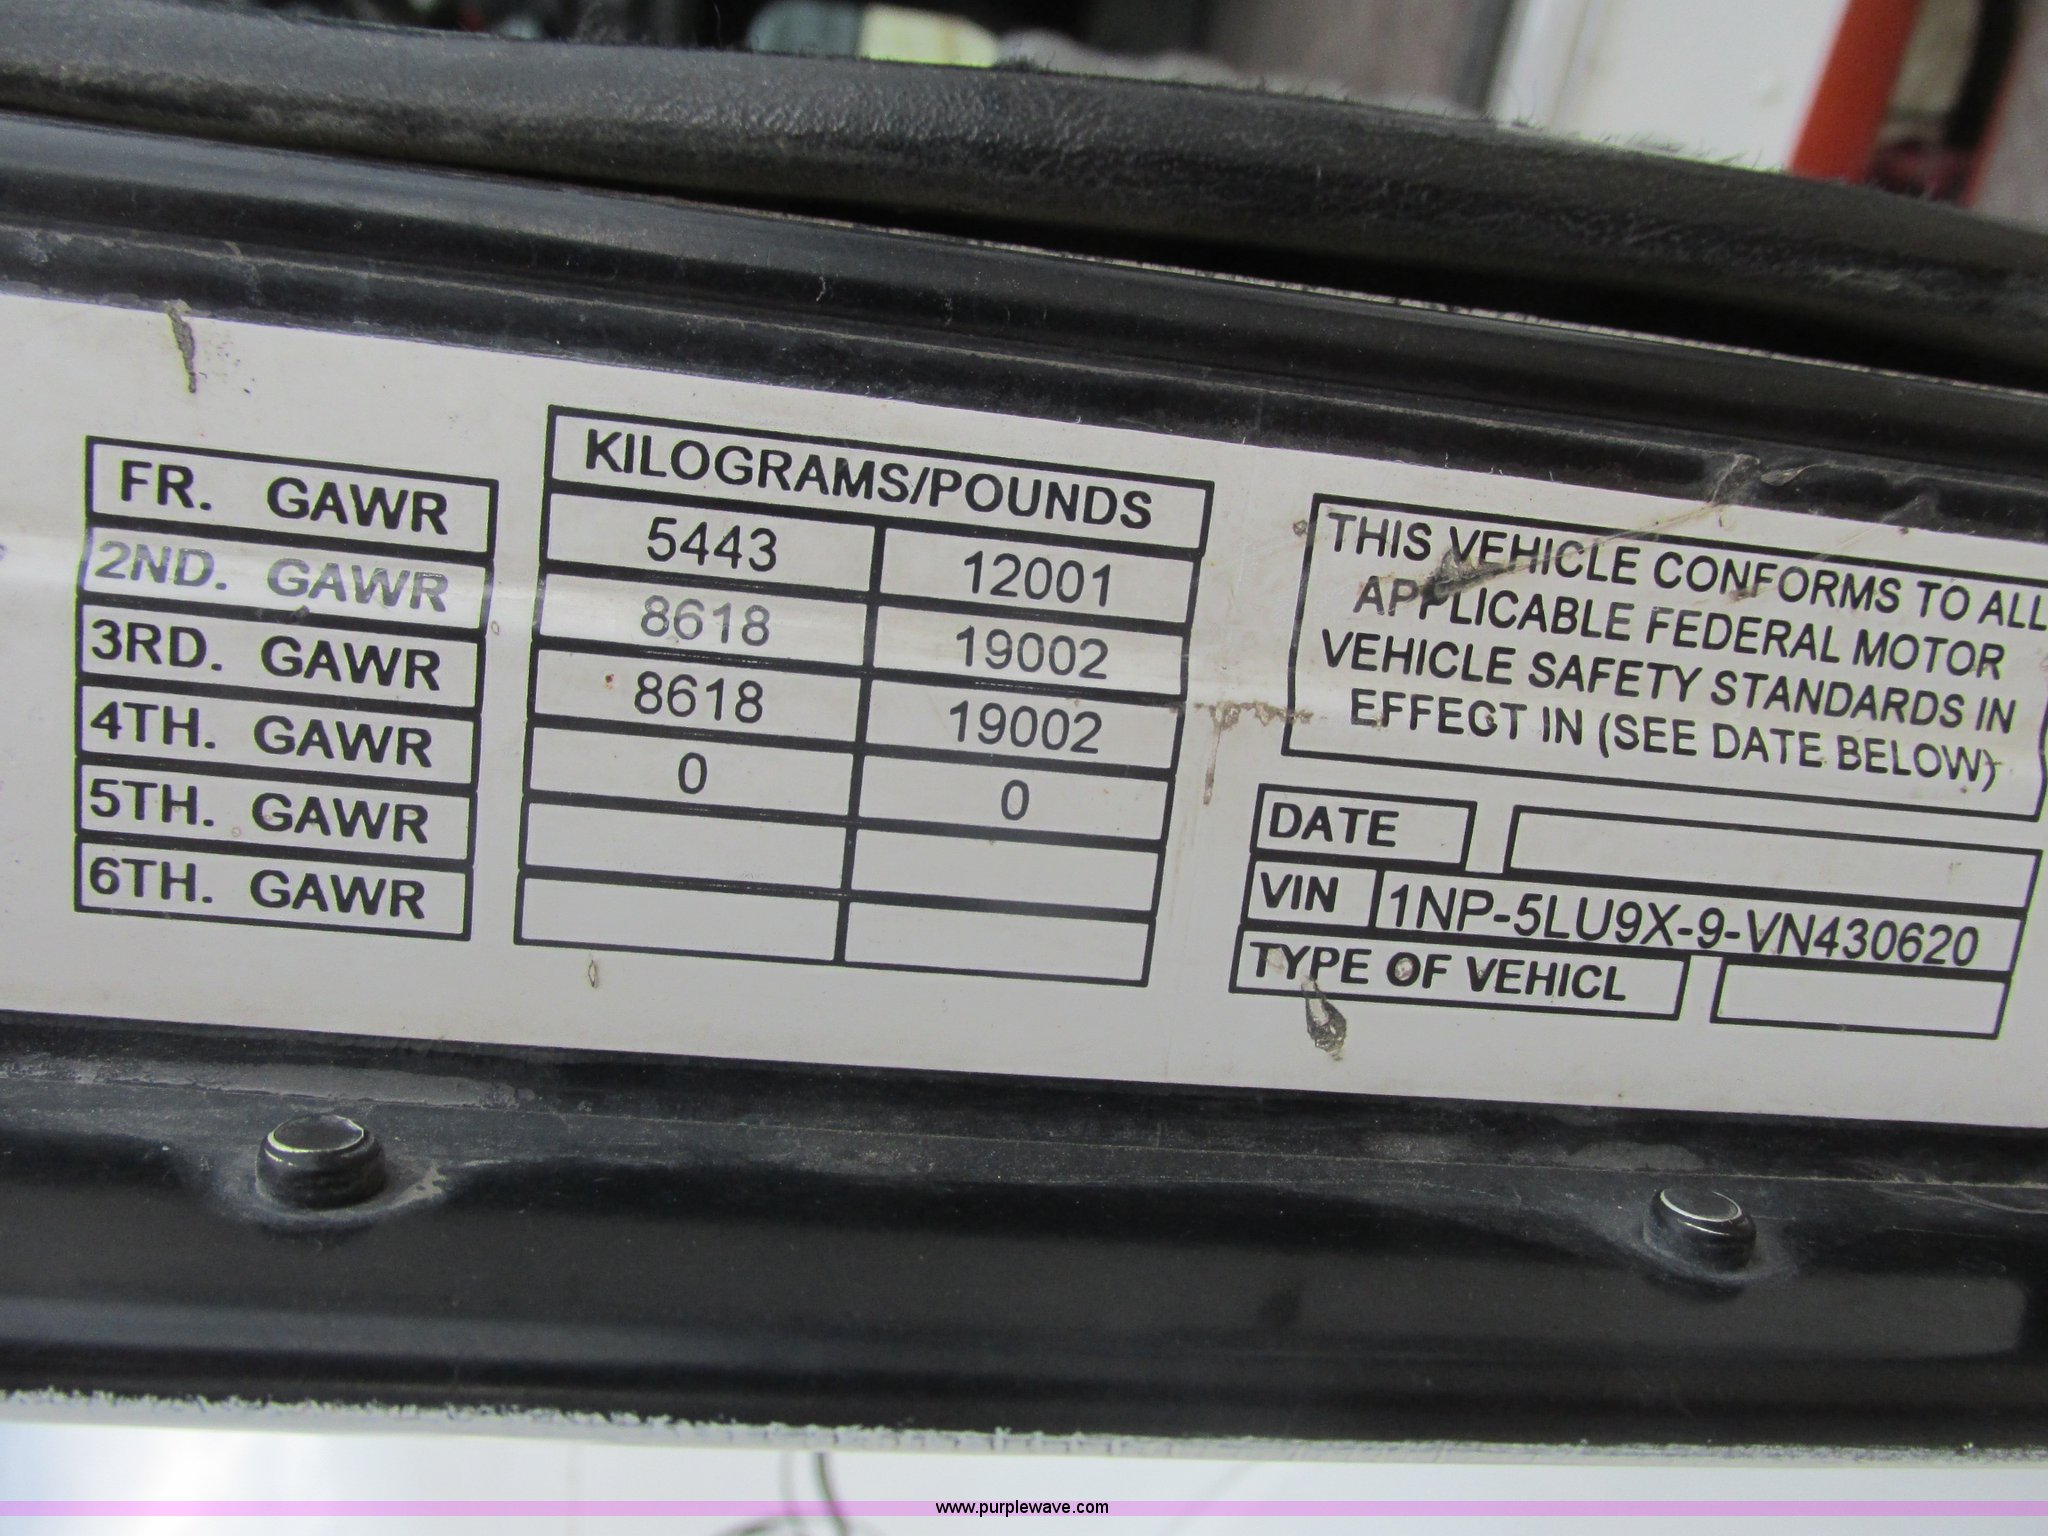 KILOGRAMS/POUNDS
FR. GAWR 5443 12001
2ND. GAWR 8618 19002
3RD. GAWR 8618 19002
4TH. GAWR 0 0
5TH. GAWR
6TH. GAWR
THIS VEHICLE CONFORMS TO ALL
APPLICABLE FEDERAL MOTOR
VEHICLE SAFETY STANDARDS IN
EFFECT IN (SEE DATE BELOW)
DATE
VIN 1NP-5LU9X-9-VN430620
TYPE OF VEHICL
www.purplewave.com